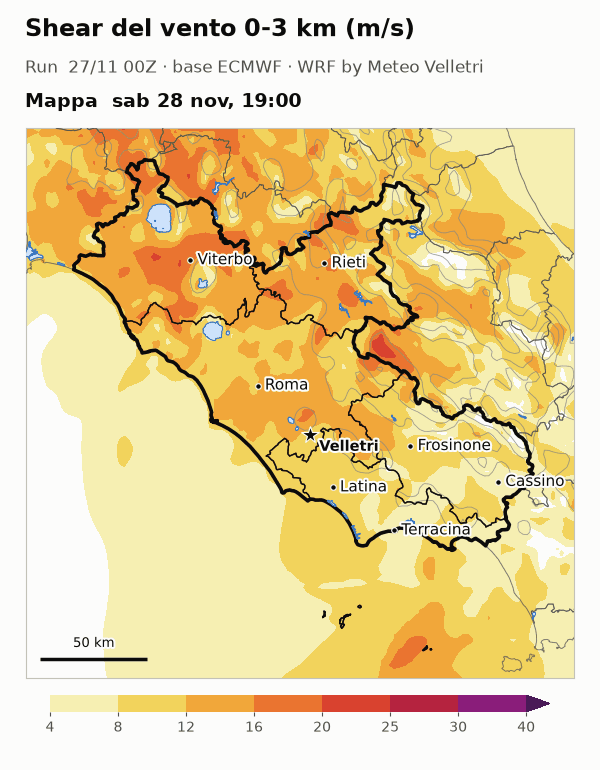 Shear del vento 0-3 km (m/s)
Run 27/11 00Z · base ECMWF · WRF by Meteo Velletri
Mappa sab 28 nov, 19:00
Viterbo
Rieti
Roma
Velletri
Frosinone
Cassino
Latina
Terracina
50 km
4 8 12 16 20 25 30 40